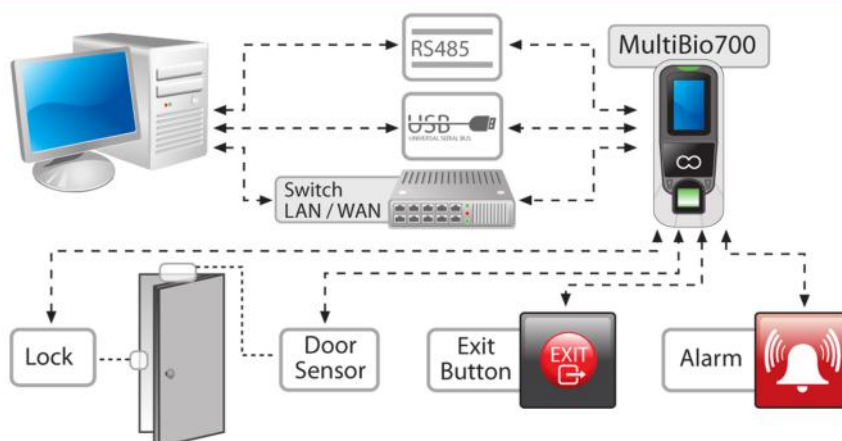 RS485
MultiBio700
USB
UNIVERSAL SERIAL BUS
Switch
LAN / WAN
Lock
Door
Sensor
Exit
Button
EXIT
Alarm